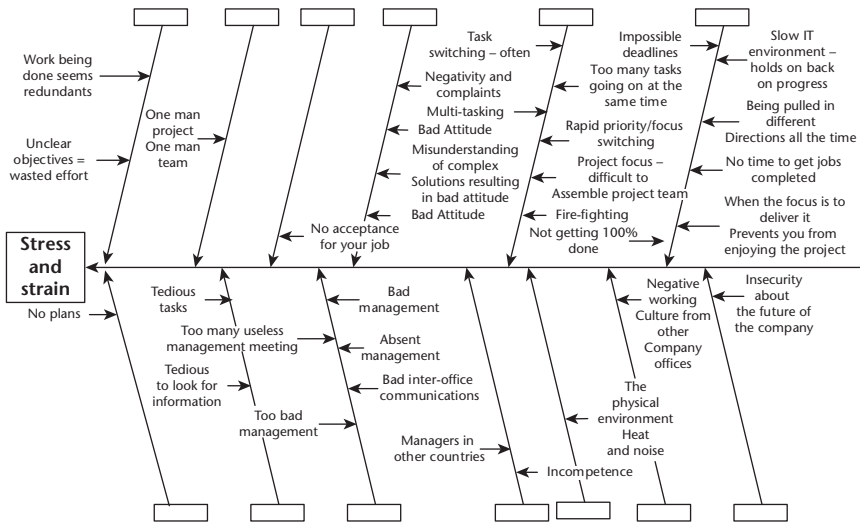 Work being
done seems
redundants
Unclear
objectives =
wasted effort
One man
project
One man
team
No acceptance
for your job
Negativity and
complaints
Bad Attitude
Misunderstanding
of complex
Solutions resulting
in bad attitude
Bad Attitude
Task
switching – often
Multi-tasking
Too many tasks
going on at the
same time
Rapid priority/focus
switching
Project focus –
difficult to
Assemble project team
Fire-fighting
Impossible
deadlines
Not getting 100%
done
Slow IT
environment –
holds on back
on progress
Being pulled in
different
Directions all the time
No time to get jobs
completed
When the focus is to
deliver it
Prevents you from
enjoying the project
Stress
and
strain
No plans
Tedious
tasks
Tedious
to look for
information
Too many useless
management meeting
Too bad
management
Bad
management
Absent
management
Bad inter-office
communications
Managers in
other countries
Incompetence
The
physical
environment
Heat
and noise
Negative
working
Culture from
other
Company
offices
Insecurity
about
the future of
the company